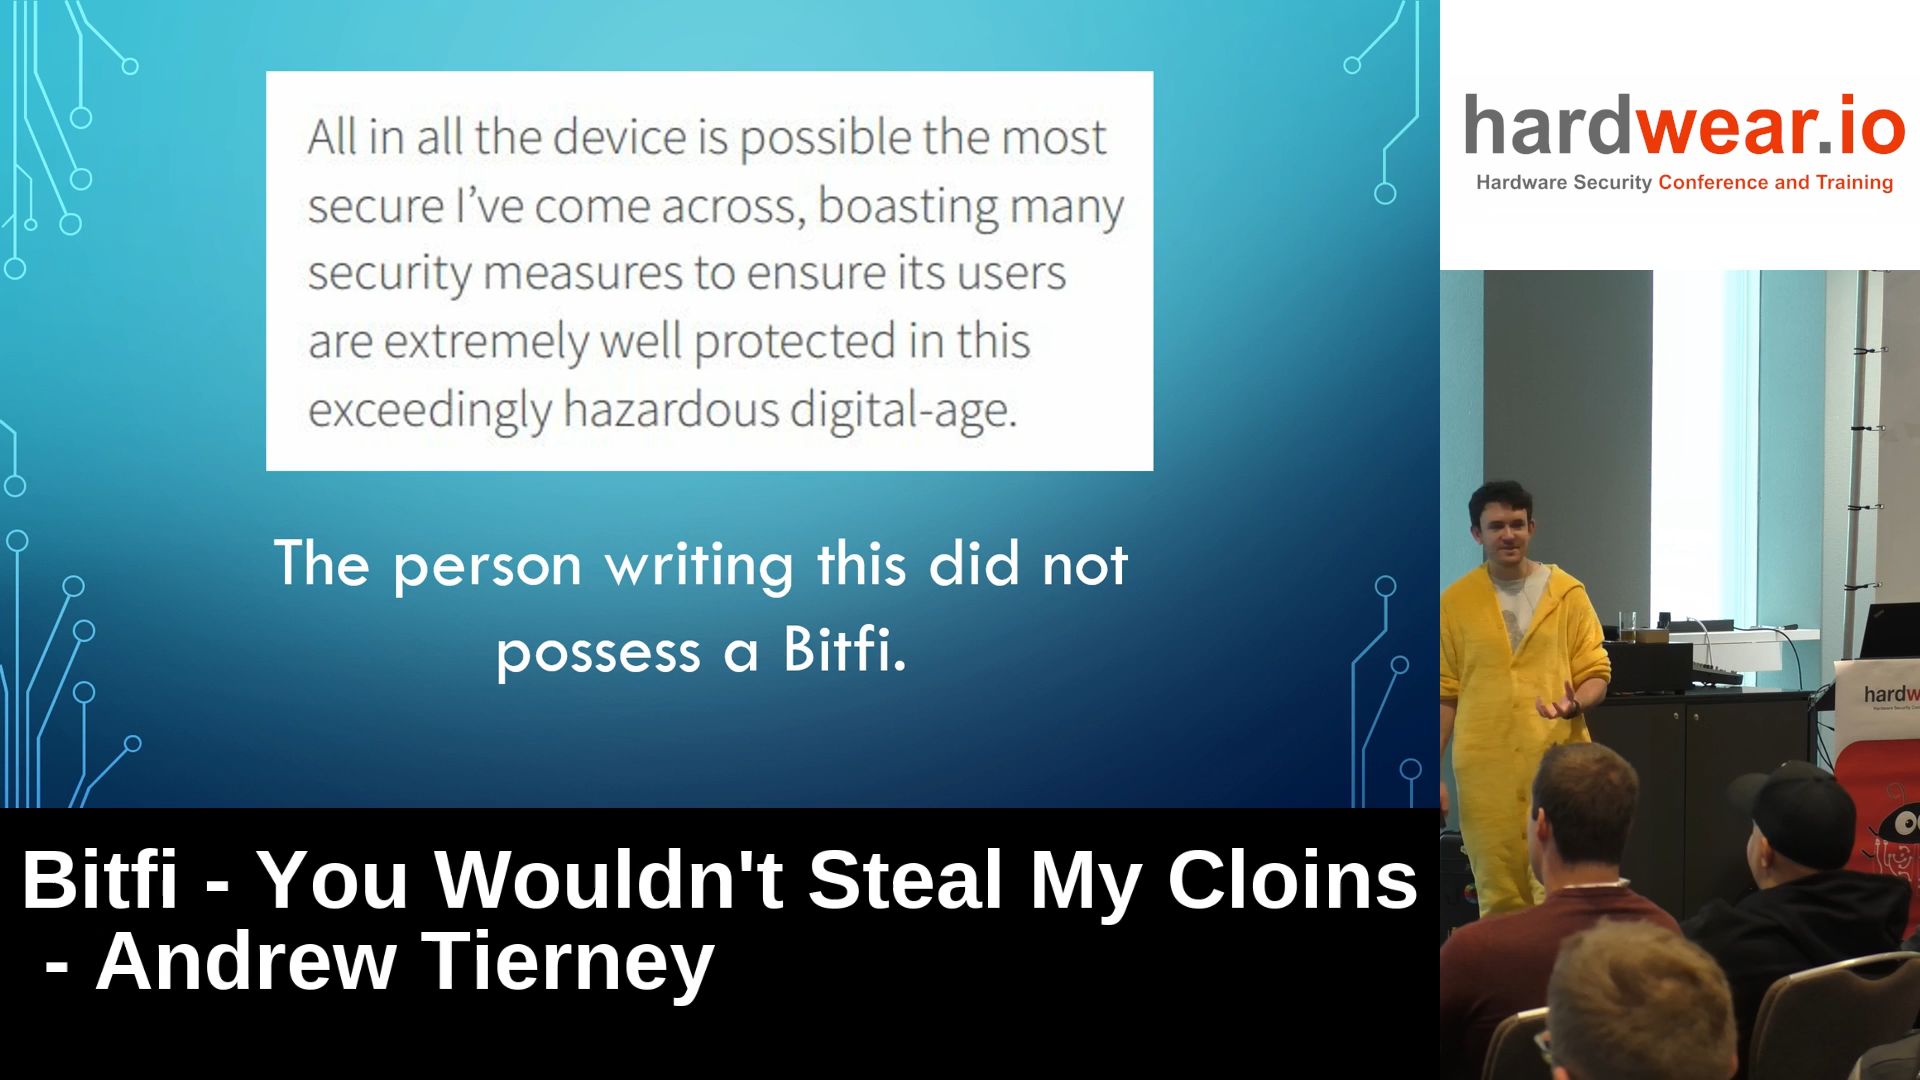 All in all the device is possible the most
secure I’ve come across, boasting many
security measures to ensure its users
are extremely well protected in this
exceedingly hazardous digital-age.
The person writing this did not
possess a Bitfi.
Bitfi - You Wouldn't Steal My Cloins
- Andrew Tierney
hardwear.io
Hardware Security Conference and Training
hardw